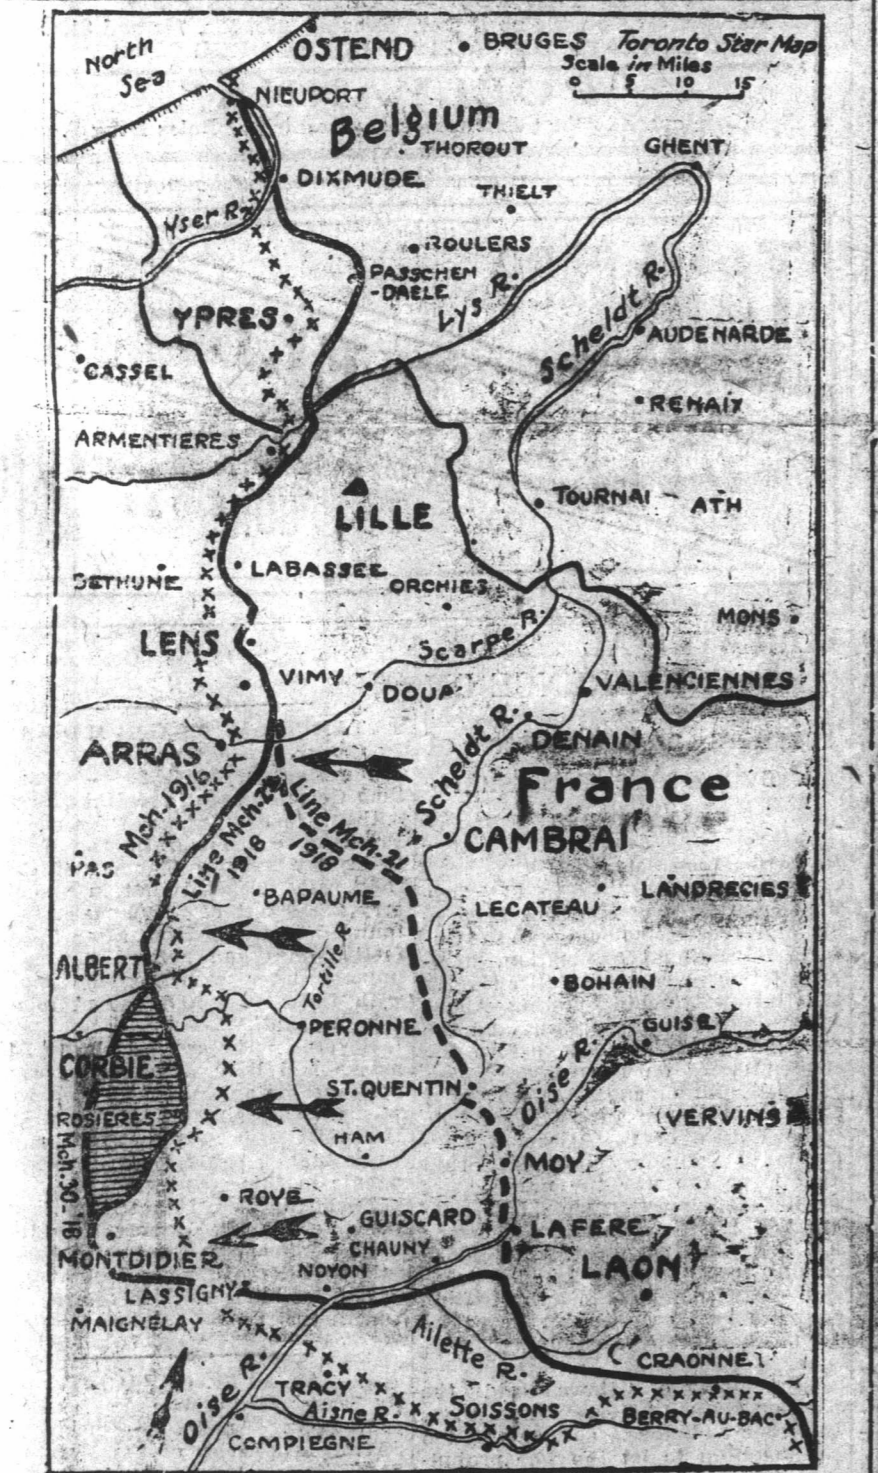 North
Sea
OSTEND
BRUGES
Toronto Star Map
Scale in Miles
0 5 10 15
NIEUPORT
Belgium
THOROUT
GHENT
DIXMUDE
THIELT
Yser R.
ROULERS
PASSCHEN
-DAELE
Lys R.
Scheldt R.
YPRES
AUDENARDE
CASSEL
RENAIX
ARMENTIERES
TOURNAI
ATH
LILLE
LABASSEE
BETHUNE
ORCHIES
MONS
LENS
Scarpe R.
VIMY
DOUAI
VALENCIENNES
ARRAS
Scheldt R.
DENAIN
Mch. 1916
France
Line Mch. 21
1918
CAMBRAI
PAS
Line Mch. 29
1918
BAPAUME
LECATEAU
LANDRECIES
ALBERT
Tortille R.
BOHAIN
PERONNE
GUISE
CORBIE
Oise R.
ST. QUENTIN
ROSIERES
VERVINS
HAM
Mch. 30-'18
MOY
ROYE
GUISCARD
LAFERE
CHAUNY
MONTDIDIER
NOYON
LAON
LASSIGNY
MAIGNELAY
Ailette R.
CRAONNE
Oise R.
TRACY
Aisne R.
SOISSONS
BERRY-AU-BAC
COMPIEGNE